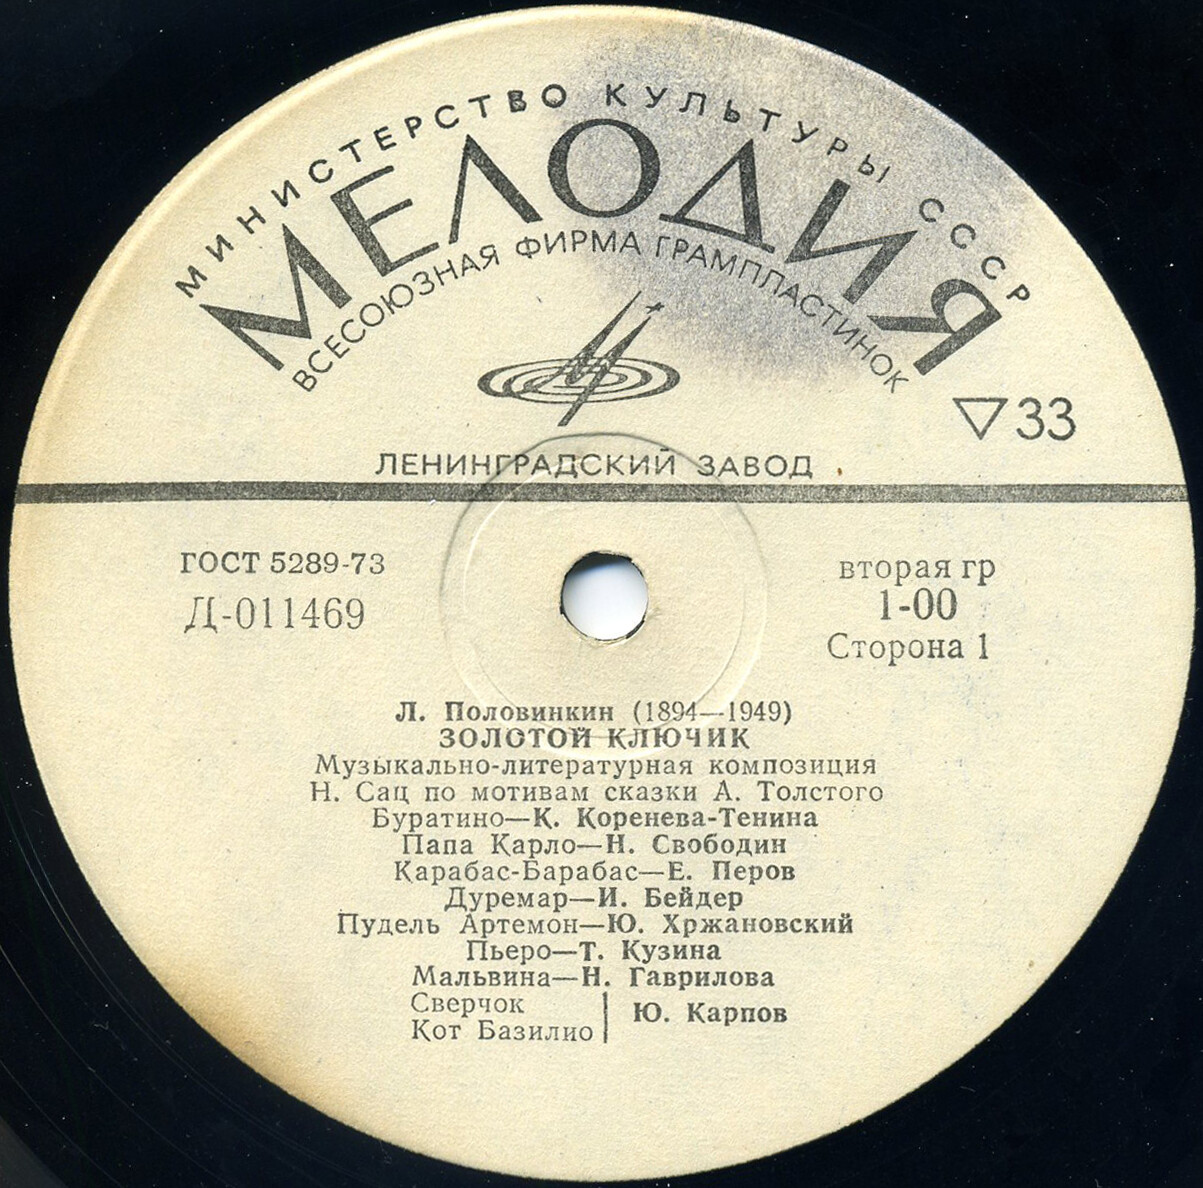 МИНИСТЕРСТВО КУЛЬТУРЫ СССР
МЕЛОДИЯ
ВСЕСОЮЗНАЯ ФИРМА ГРАМПЛАСТИНОК
▽33
ЛЕНИНГРАДСКИЙ ЗАВОД
ГОСТ 5289-73
Д-011469
вторая гр
1-00
Сторона 1
Л. Половинкин (1894—1949)
ЗОЛОТОЙ КЛЮЧИК
Музыкально-литературная композиция
Н. Сац по мотивам сказки А. Толстого
Буратино—К. Коренева-Тенина
Папа Карло—Н. Свободин
Карабас-Барабас—Е. Перов
Дуремар—И. Бейдер
Пудель Артемон—Ю. Хржановский
Пьеро—Т. Кузина
Мальвина—Н. Гаврилова
Сверчок
Кот Базилио
Ю. Карпов